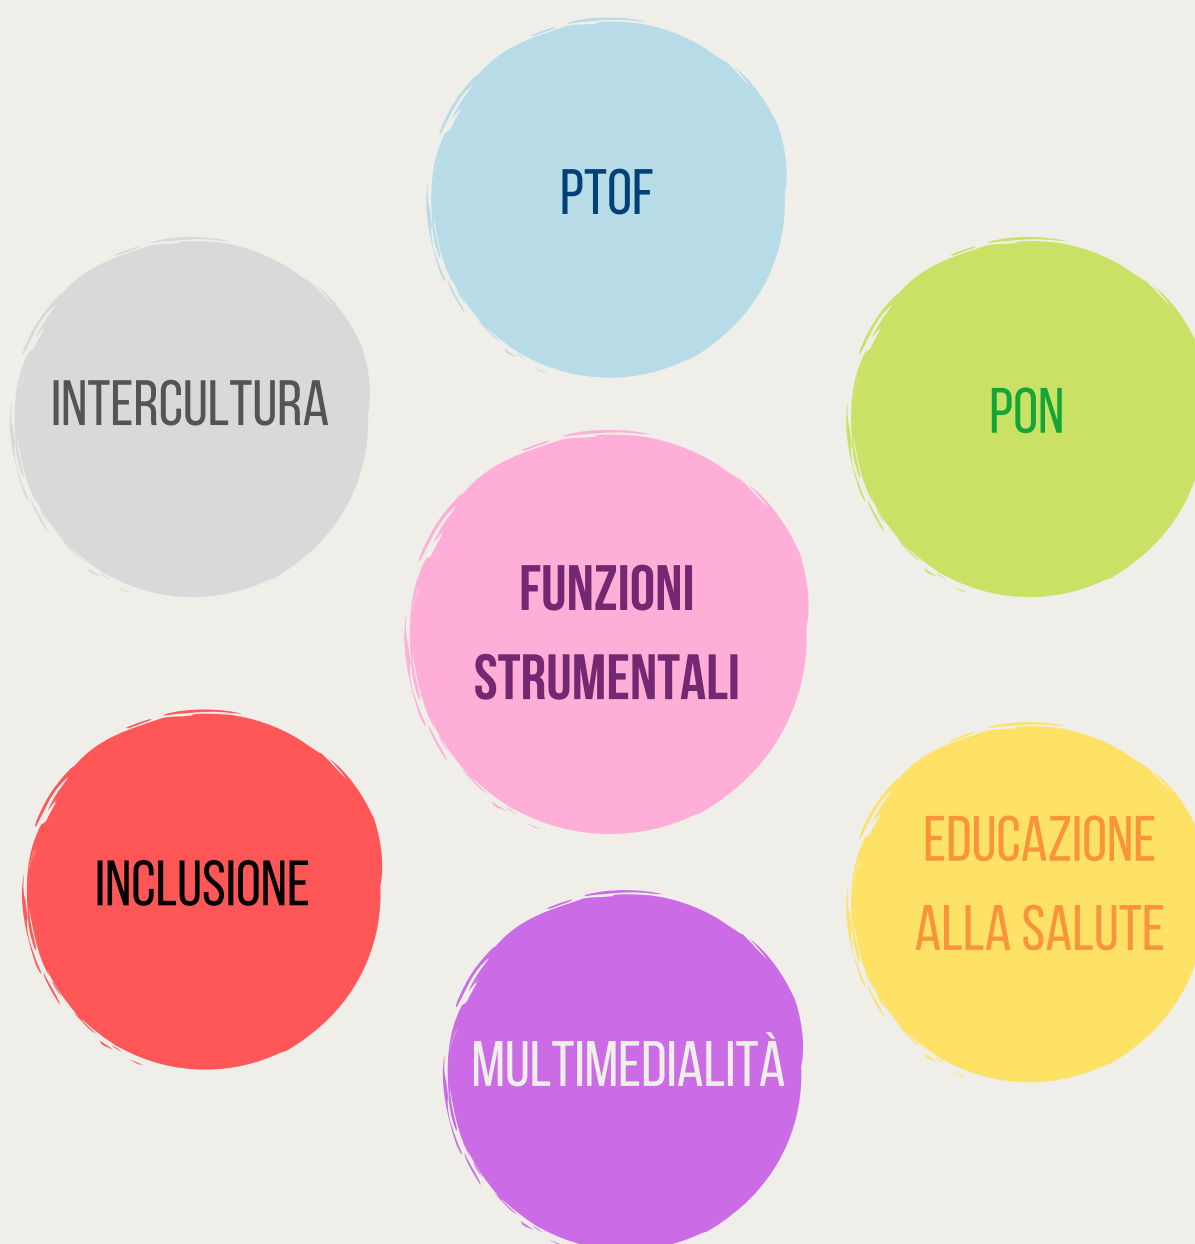 PTOF
INTERCULTURA
PON
FUNZIONI
STRUMENTALI
INCLUSIONE
EDUCAZIONE
ALLA SALUTE
MULTIMEDIALITÀ